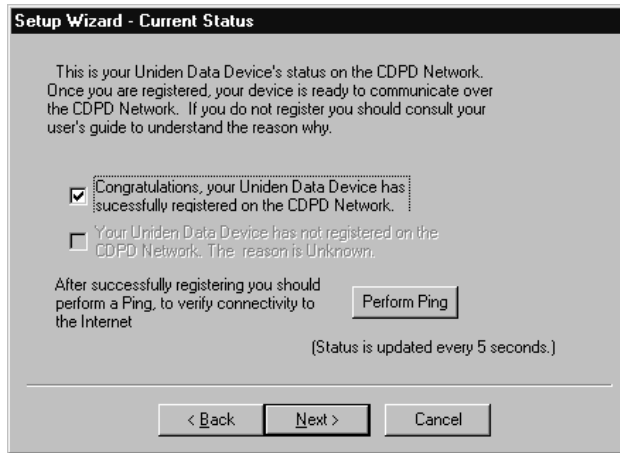 Setup Wizard - Current Status
This is your Uniden Data Device's status on the CDPD Network.
Once you are registered, your device is ready to communicate over
the CDPD Network. If you do not register you should consult your
user's guide to understand the reason why.
Congratulations, your Uniden Data Device has
sucessfully registered on the CDPD Network.
Your Uniden Data Device has not registered on the
CDPD Network. The reason is Unknown.
After successfully registering you should
perform a Ping, to verify connectivity to
the Internet
Perform Ping
(Status is updated every 5 seconds.)
< Back
Next >
Cancel